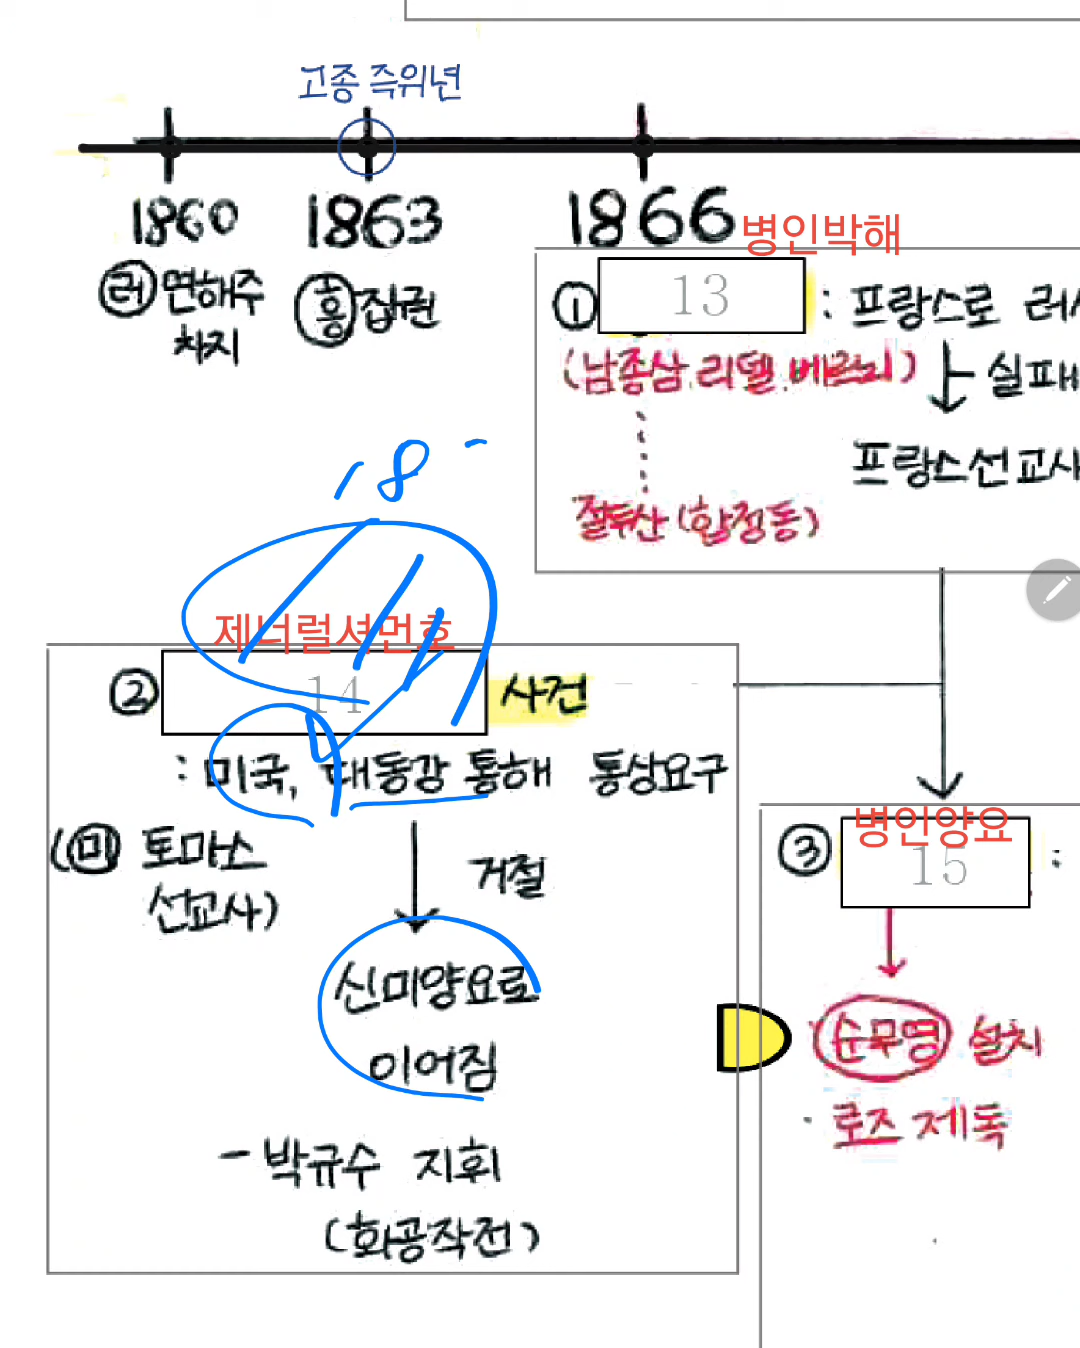 고종 즉위년
1860 1863 1866
병인박해
러 연해주
차지
흥 집권
① 13 : 프랑스로 러
(남종삼, 리델, 베르뇌)
실패
프랑스선교사
절두산 (합정동)
18
제너럴셔먼호
② 14 사건
: 미국, 대동강 통해 통상요구
(미 토마스
선교사)
거절
신미양요로
이어짐
- 박규수 지휘
(화공작전)
병인양요
③ 15 :
순무영 설치
· 로즈 제독